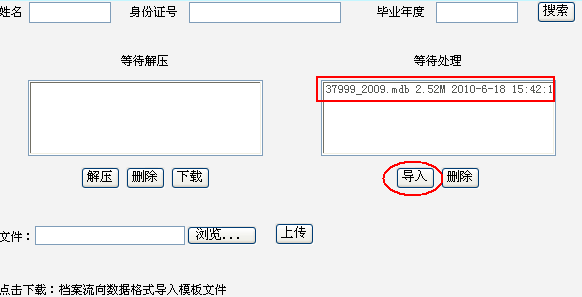 姓名 身份证号 毕业年度 搜索
等待解压 等待处理
37999_2009.mdb 2.52M 2010-6-18 15:42:1
解压 删除 下载 导入 删除
文件： 浏览... 上传
点击下载：档案流向数据格式导入模板文件